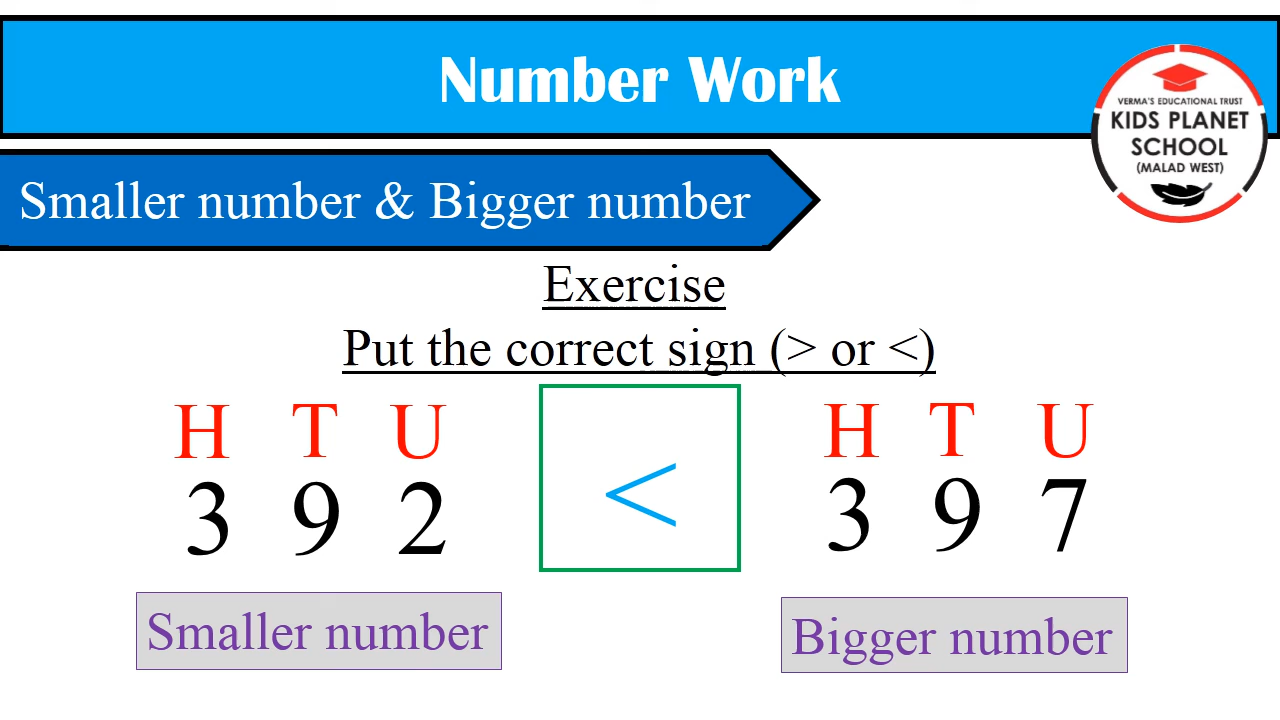 Number Work
VERMA'S EDUCATIONAL TRUST
KIDS PLANET
SCHOOL
(MALAD WEST)
Smaller number & Bigger number
Exercise
Put the correct sign (> or <)
H T U
3 9 2
<
H T U
3 9 7
Smaller number
Bigger number